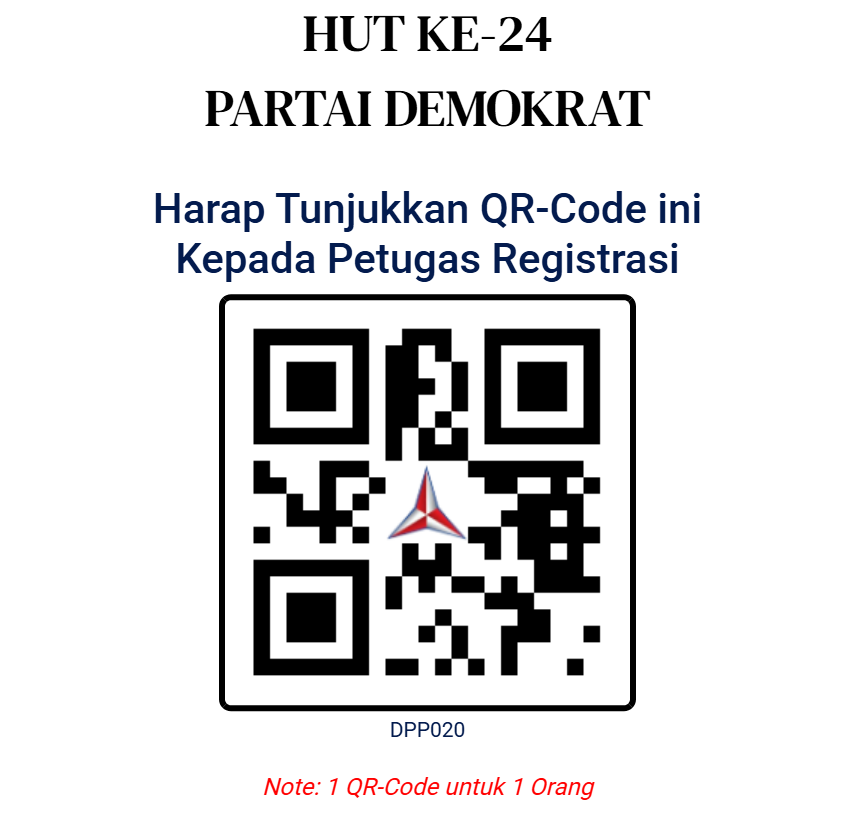 HUT KE-24
PARTAI DEMOKRAT
Harap Tunjukkan QR-Code ini
Kepada Petugas Registrasi
DPP020
Note: 1 QR-Code untuk 1 Orang